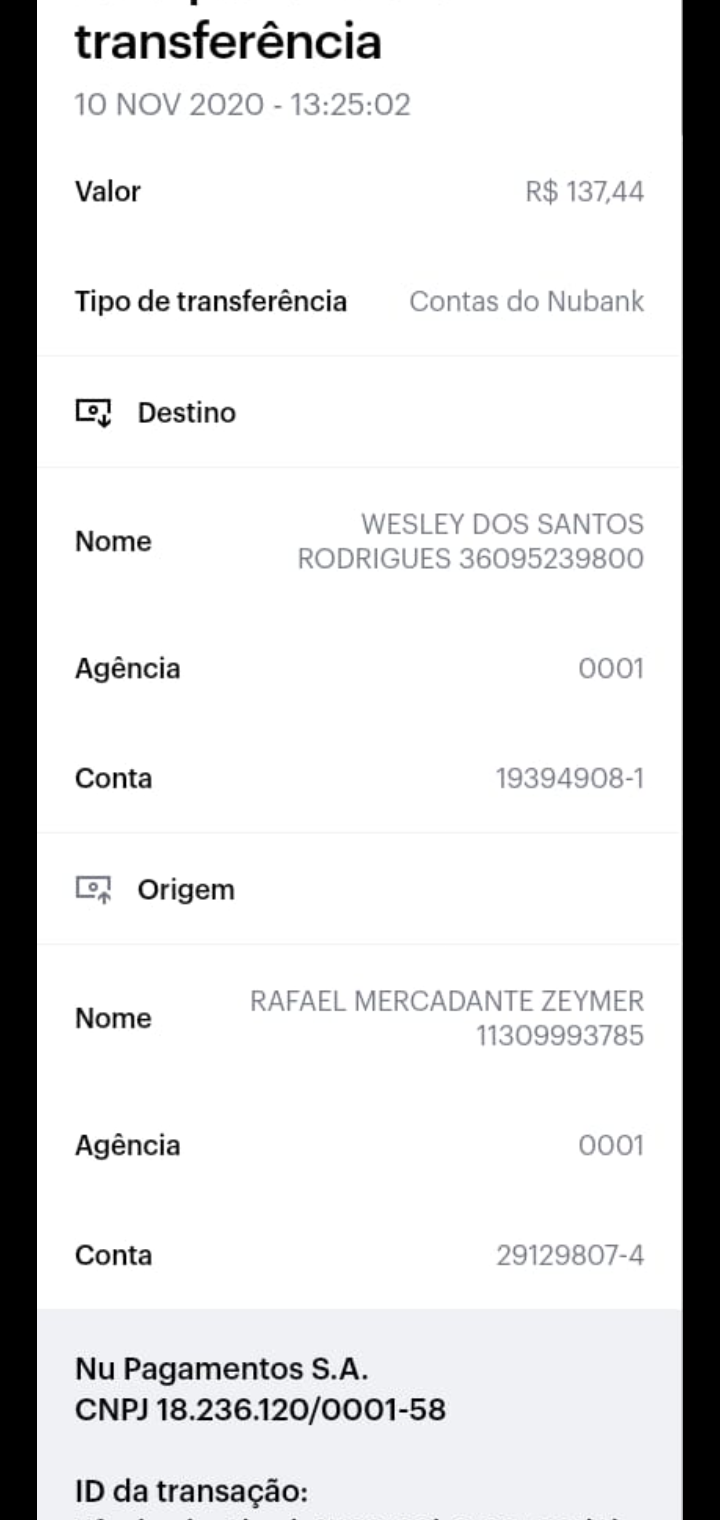 transferência
10 NOV 2020 - 13:25:02
Valor R$ 137,44
Tipo de transferência Contas do Nubank
Destino
Nome WESLEY DOS SANTOS
RODRIGUES 36095239800
Agência 0001
Conta 19394908-1
Origem
Nome RAFAEL MERCADANTE ZEYMER
11309993785
Agência 0001
Conta 29129807-4
Nu Pagamentos S.A.
CNPJ 18.236.120/0001-58
ID da transação: